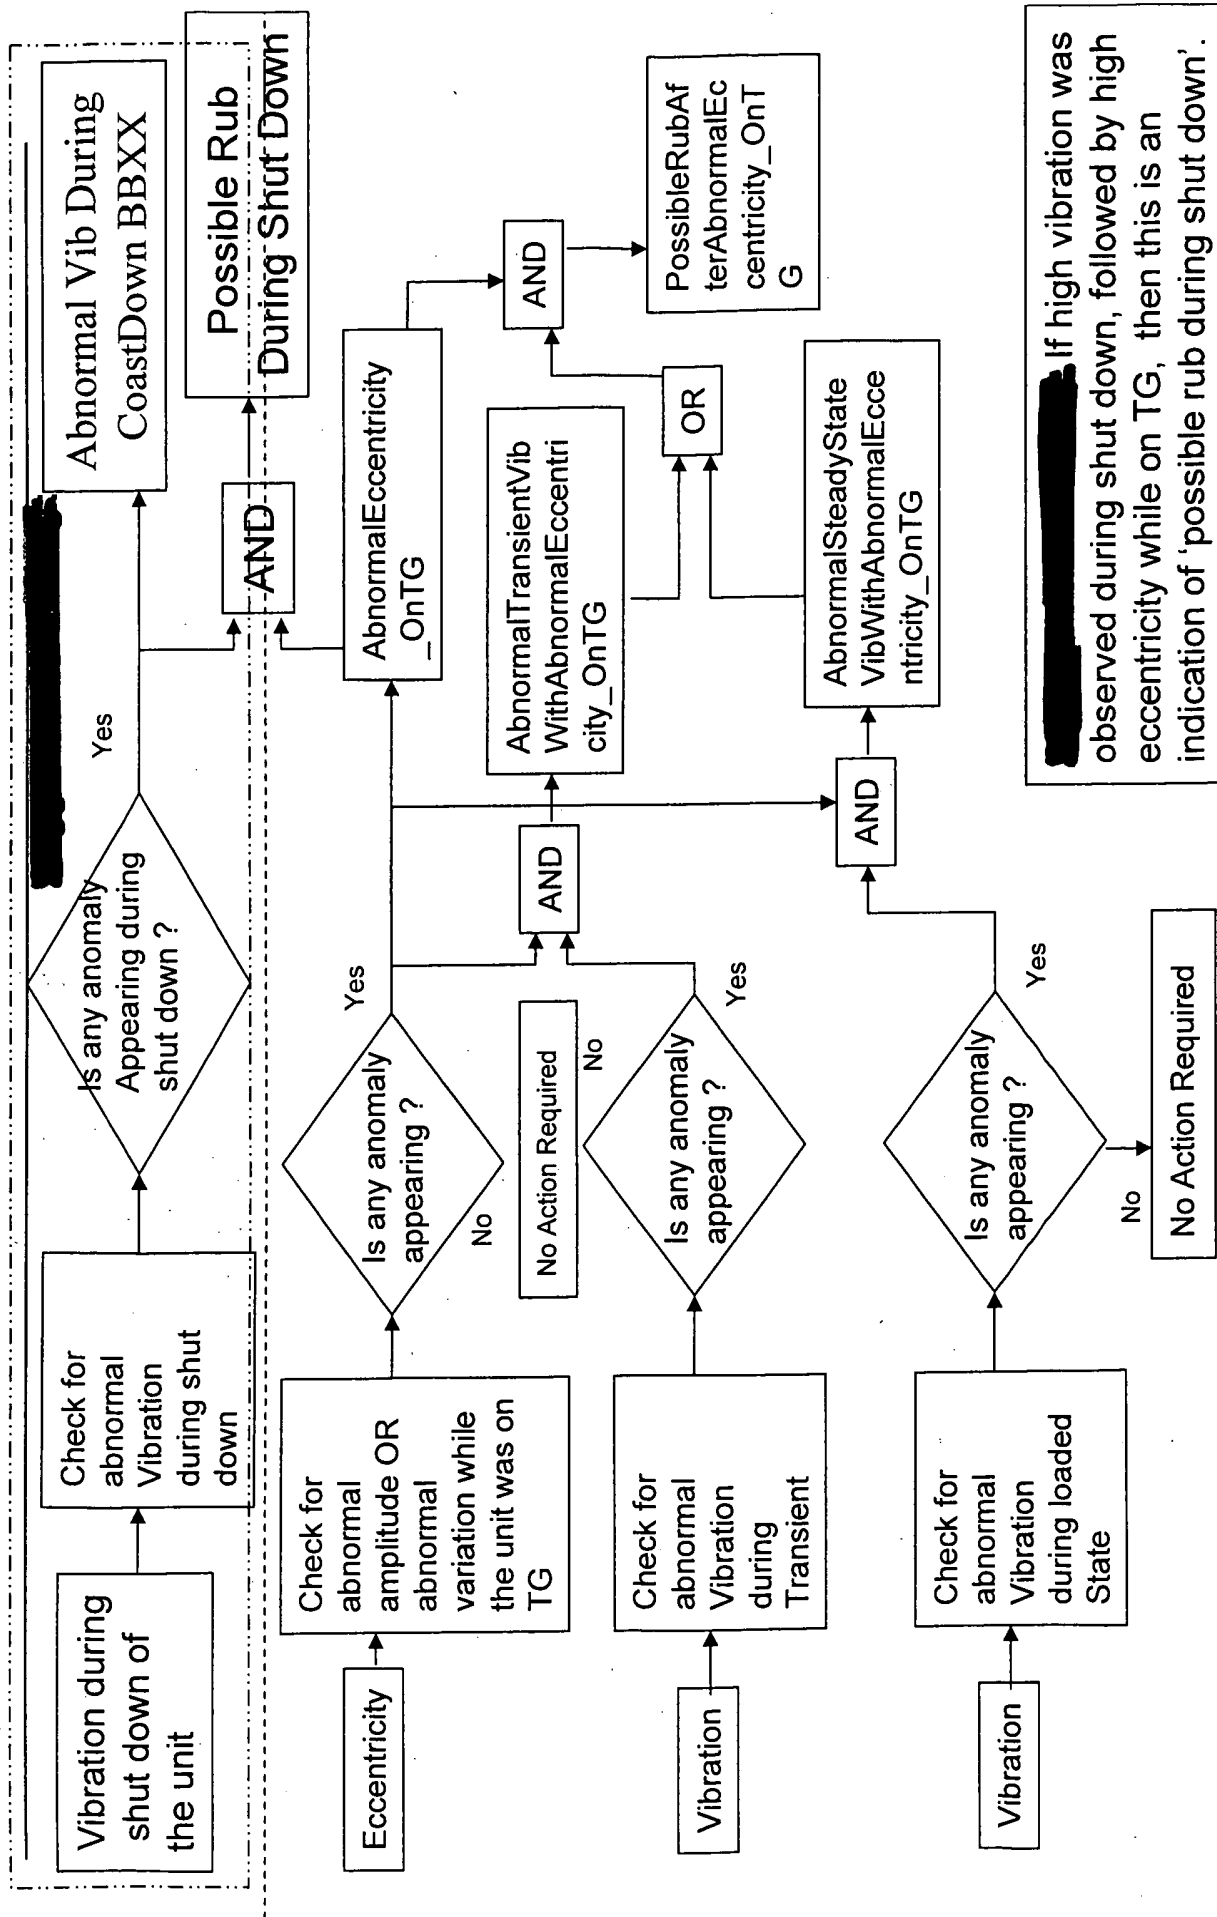 Vibration during
shut down of
the unit
Check for
abnormal
Vibration
during shut
down
Is any anomaly
Appearing during
shut down ?
Yes
Abnormal Vib During
CoastDown BBXX
AND
Possible Rub
During Shut Down
Eccentricity
Check for
abnormal
amplitude OR
abnormal
variation while
the unit was on
TG
Is any anomaly
appearing ?
Yes
No
AbnormalEccentricity
_OnTG
No Action Required
AND
AbnormalTransientVib
WithAbnormalEccentri
city_OnTG
AND
PossibleRubAf
terAbnormalEc
centricity_OnT
G
OR
Vibration
Check for
abnormal
Vibration
during
Transient
Is any anomaly
appearing ?
No
Yes
AND
AbnormalSteadyState
VibWithAbnormalEcce
ntricity_OnTG
Vibration
Check for
abnormal
Vibration
during loaded
State
Is any anomaly
appearing ?
Yes
No
No Action Required
If high vibration was
observed during shut down, followed by high
eccentricity while on TG, then this is an
indication of 'possible rub during shut down'.